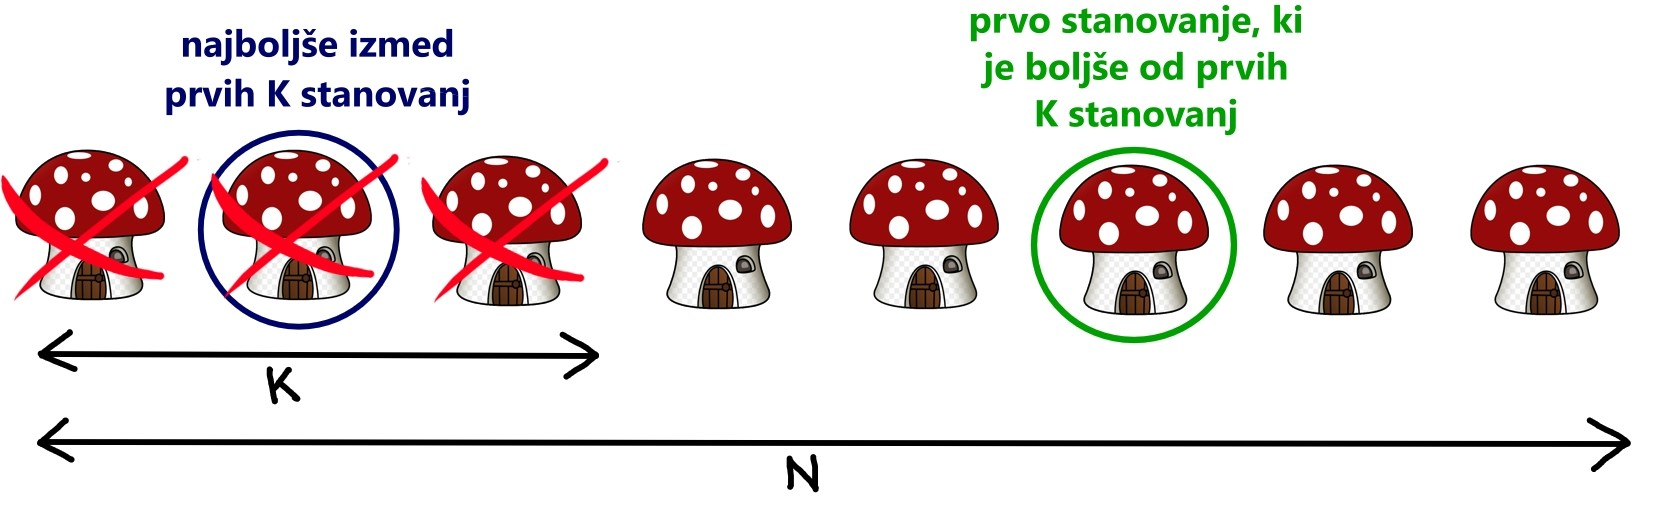 najboljše izmed
prvih K stanovanj
prvo stanovanje, ki
je boljše od prvih
K stanovanj
K
N